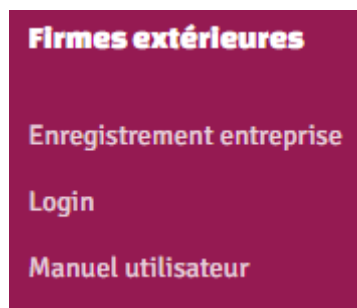 Firmes extérieures
Enregistrement entreprise
Login
Manuel utilisateur